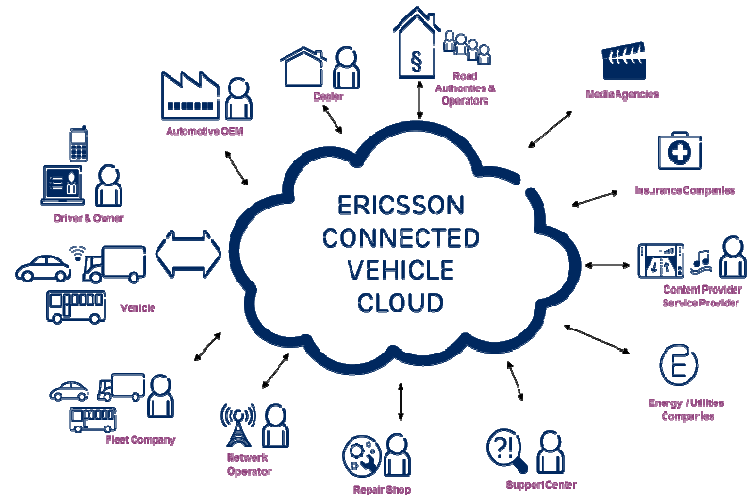 §
Road
Authorities &
Operators
Dealer
Media Agencies
Automotive OEM
Insurance Companies
Driver & Owner
ERICSSON
CONNECTED
VEHICLE
CLOUD
Content Provider
Service Provider
Vehicle
E
Energy / Utilities
Companies
Fleet Company
Network
Operator
Repair Shop
?!
Support Center